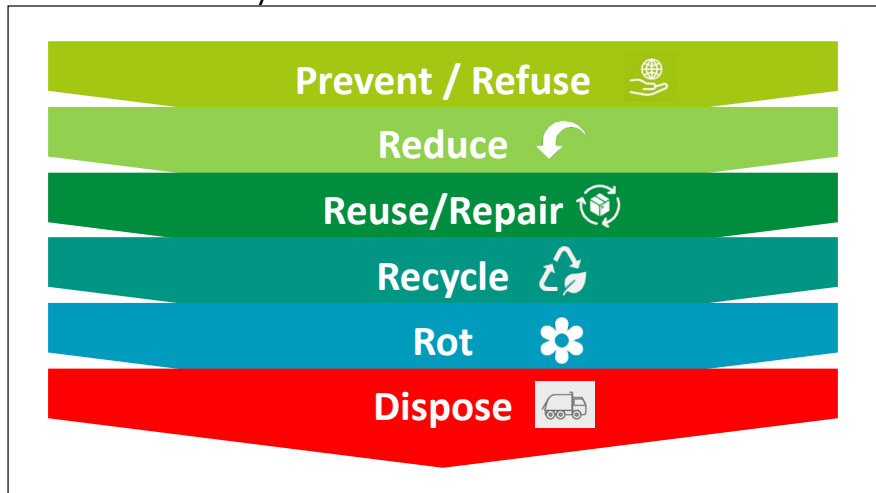 Prevent / Refuse
Reduce
Reuse/Repair
Recycle
Rot
Dispose